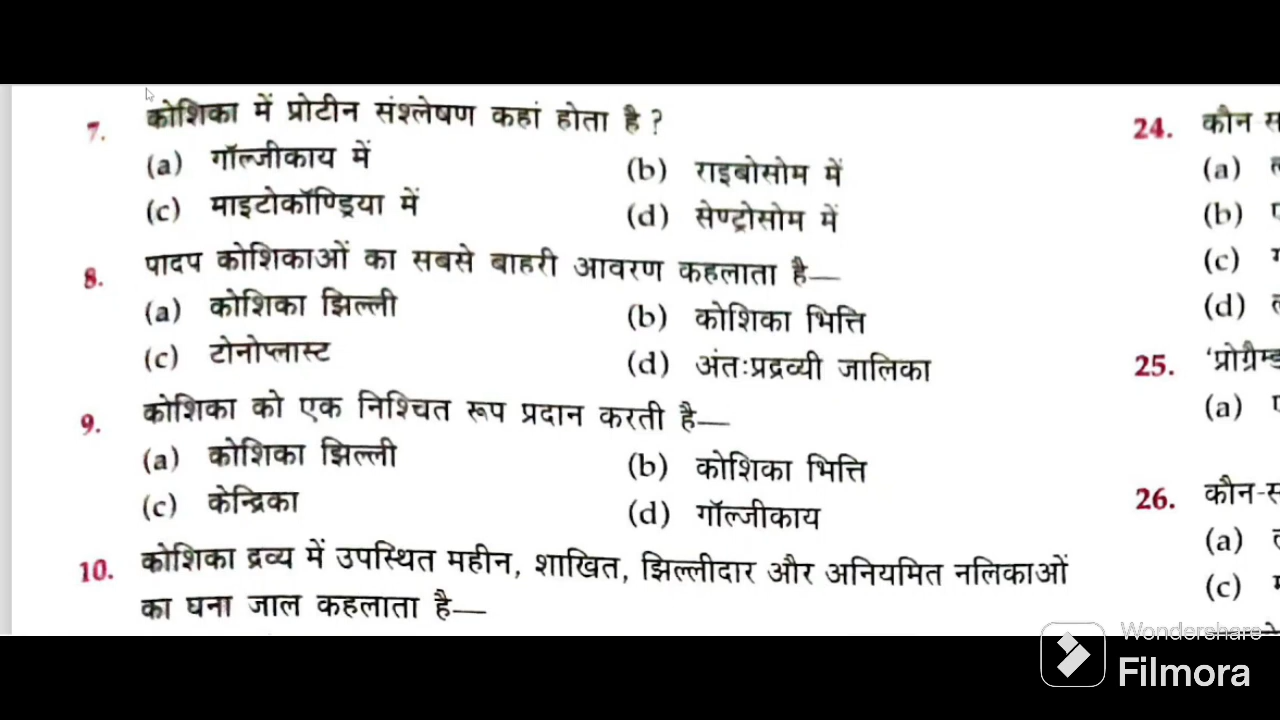 7. कोशिका में प्रोटीन संश्लेषण कहां होता है ?
(a) गॉल्जीकाय में (b) राइबोसोम में
(c) माइटोकॉण्ड्रिया में (d) सेण्ट्रोसोम में
8. पादप कोशिकाओं का सबसे बाहरी आवरण कहलाता है—
(a) कोशिका झिल्ली (b) कोशिका भित्ति
(c) टोनोप्लास्ट (d) अंतःप्रद्रव्यी जालिका
9. कोशिका को एक निश्चित रूप प्रदान करती है—
(a) कोशिका झिल्ली (b) कोशिका भित्ति
(c) केन्द्रिका (d) गॉल्जीकाय
10. कोशिका द्रव्य में उपस्थित महीन, शाखित, झिल्लीदार और अनियमित नलिकाओं
का घना जाल कहलाता है—
24. कौन
(a)
(b)
(c)
(d)
25.
(a)
26.
(a)
(c)
Wondershare
Filmora